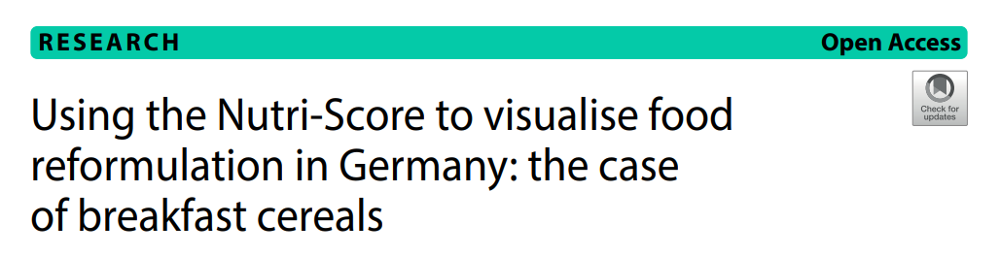 RESEARCH
Open Access
Check for
updates
Using the Nutri-Score to visualise food
reformulation in Germany: the case
of breakfast cereals